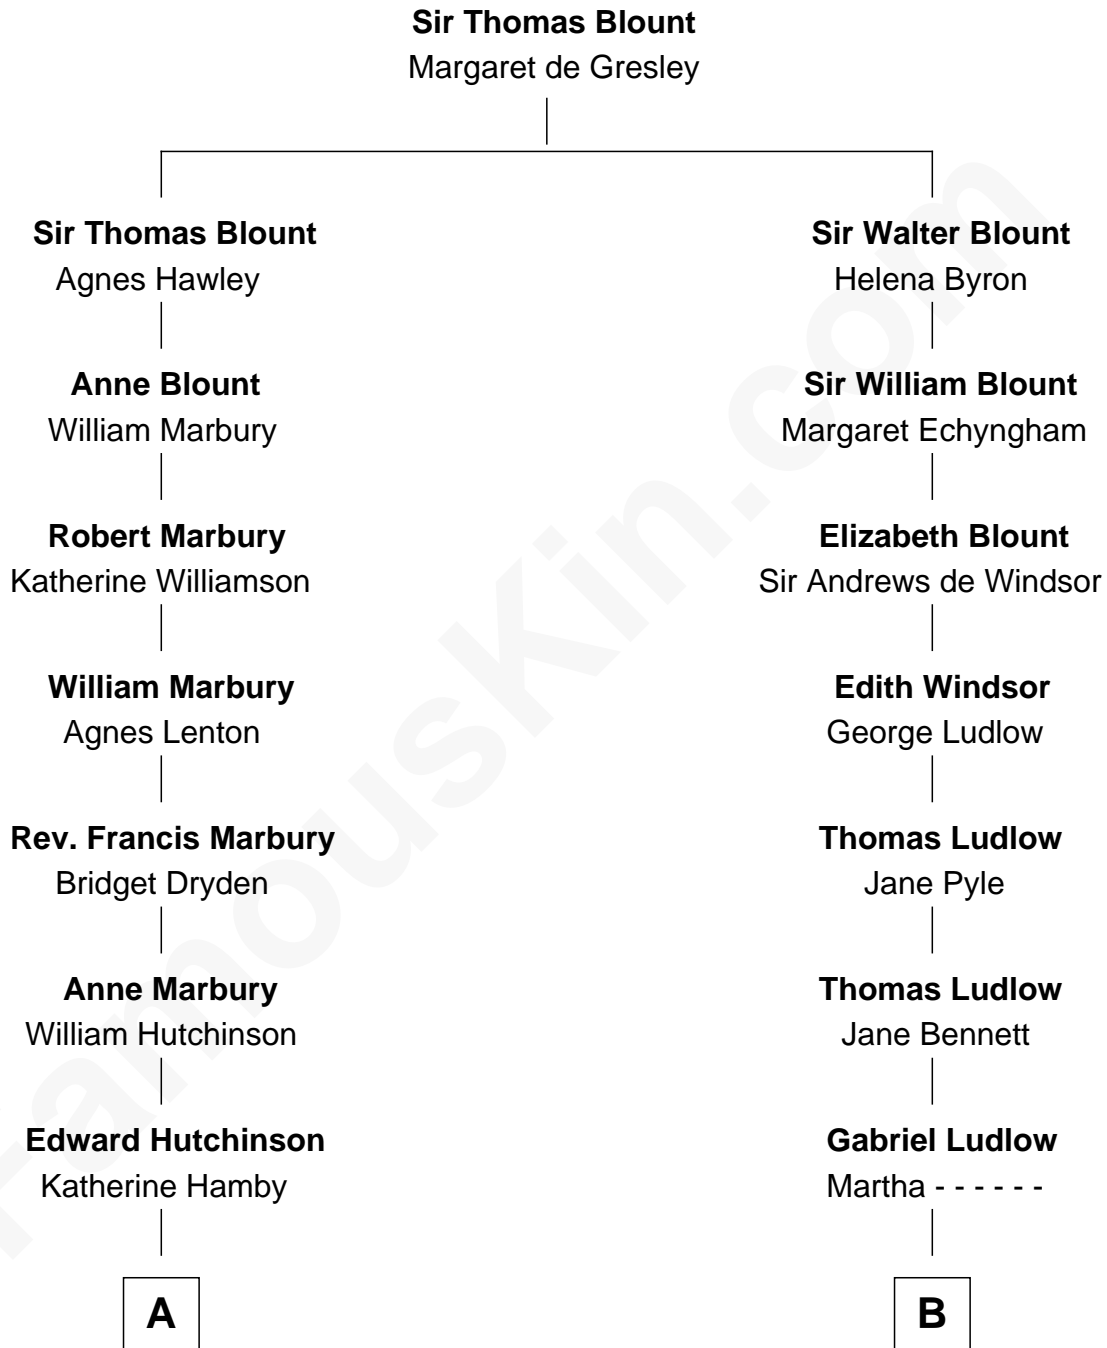 Sir Thomas Blount
Margaret de Gresley
Sir Thomas Blount
Agnes Hawley
Anne Blount
William Marbury
Robert Marbury
Katherine Williamson
William Marbury
Agnes Lenton
Rev. Francis Marbury
Bridget Dryden
Anne Marbury
William Hutchinson
Edward Hutchinson
Katherine Hamby
A
Sir Walter Blount
Helena Byron
Sir William Blount
Margaret Echyngham
Elizabeth Blount
Sir Andrews de Windsor
Edith Windsor
George Ludlow
Thomas Ludlow
Jane Pyle
Thomas Ludlow
Jane Bennett
Gabriel Ludlow
Martha - - - - - -
B
FamousKin.com